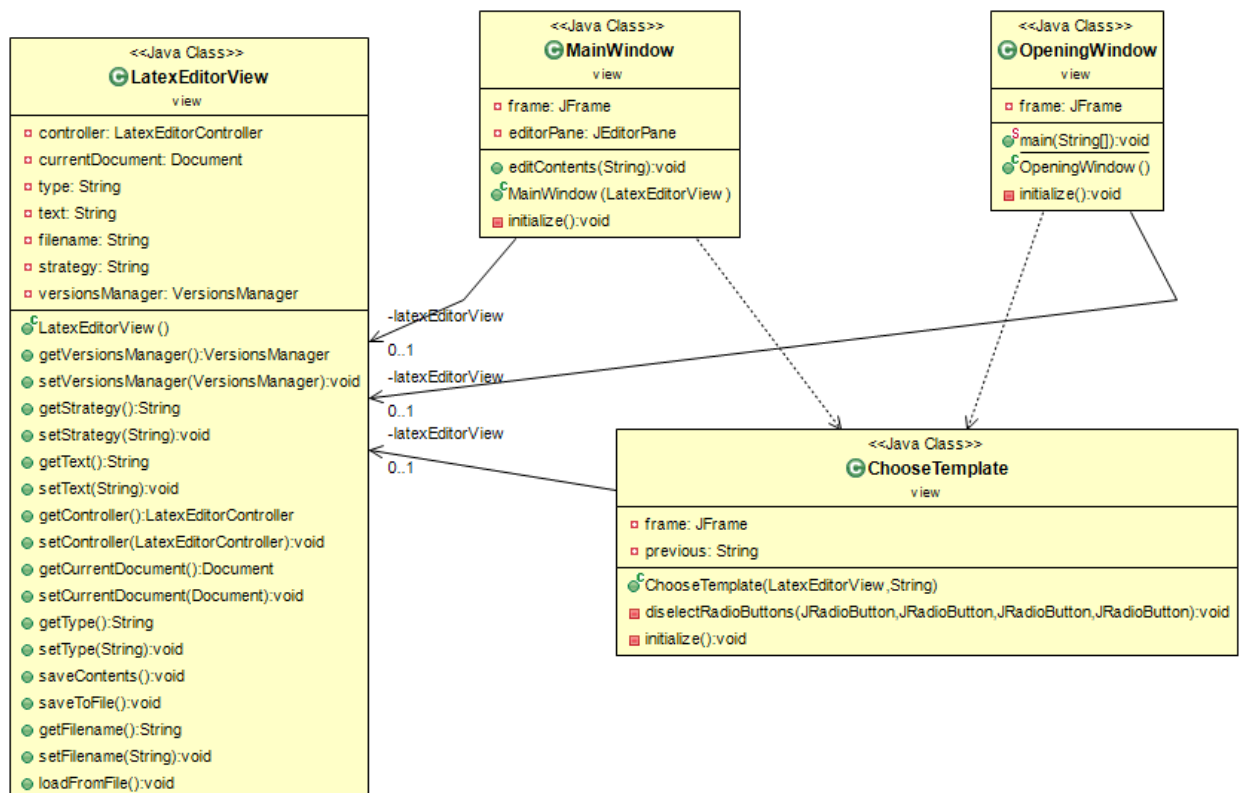 <<Java Class>>
LatexEditorView
view
controller: LatexEditorController
currentDocument: Document
type: String
text: String
filename: String
strategy: String
versionsManager: VersionsManager
LatexEditorView()
getVersionsManager():VersionsManager
setVersionsManager(VersionsManager):void
getStrategy():String
setStrategy(String):void
getText():String
setText(String):void
getController():LatexEditorController
setController(LatexEditorController):void
getCurrentDocument():Document
setCurrentDocument(Document):void
getType():String
setType(String):void
saveContents():void
saveToFile():void
getFilename():String
setFilename(String):void
loadFromFile():void
<<Java Class>>
MainWindow
view
frame: JFrame
editorPane: JEditorPane
editContents(String):void
MainWindow(LatexEditorView)
initialize():void
<<Java Class>>
OpeningWindow
view
frame: JFrame
main(String[]):void
OpeningWindow()
initialize():void
-latexEditorView
0..1
-latexEditorView
0..1
-latexEditorView
0..1
<<Java Class>>
ChooseTemplate
view
frame: JFrame
previous: String
ChooseTemplate(LatexEditorView,String)
diselectRadioButtons(JRadioButton,JRadioButton,JRadioButton,JRadioButton):void
initialize():void